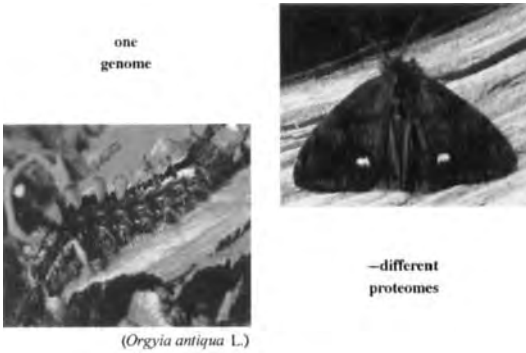 one
genome
–different
proteomes
(Orgyia antiqua L.)